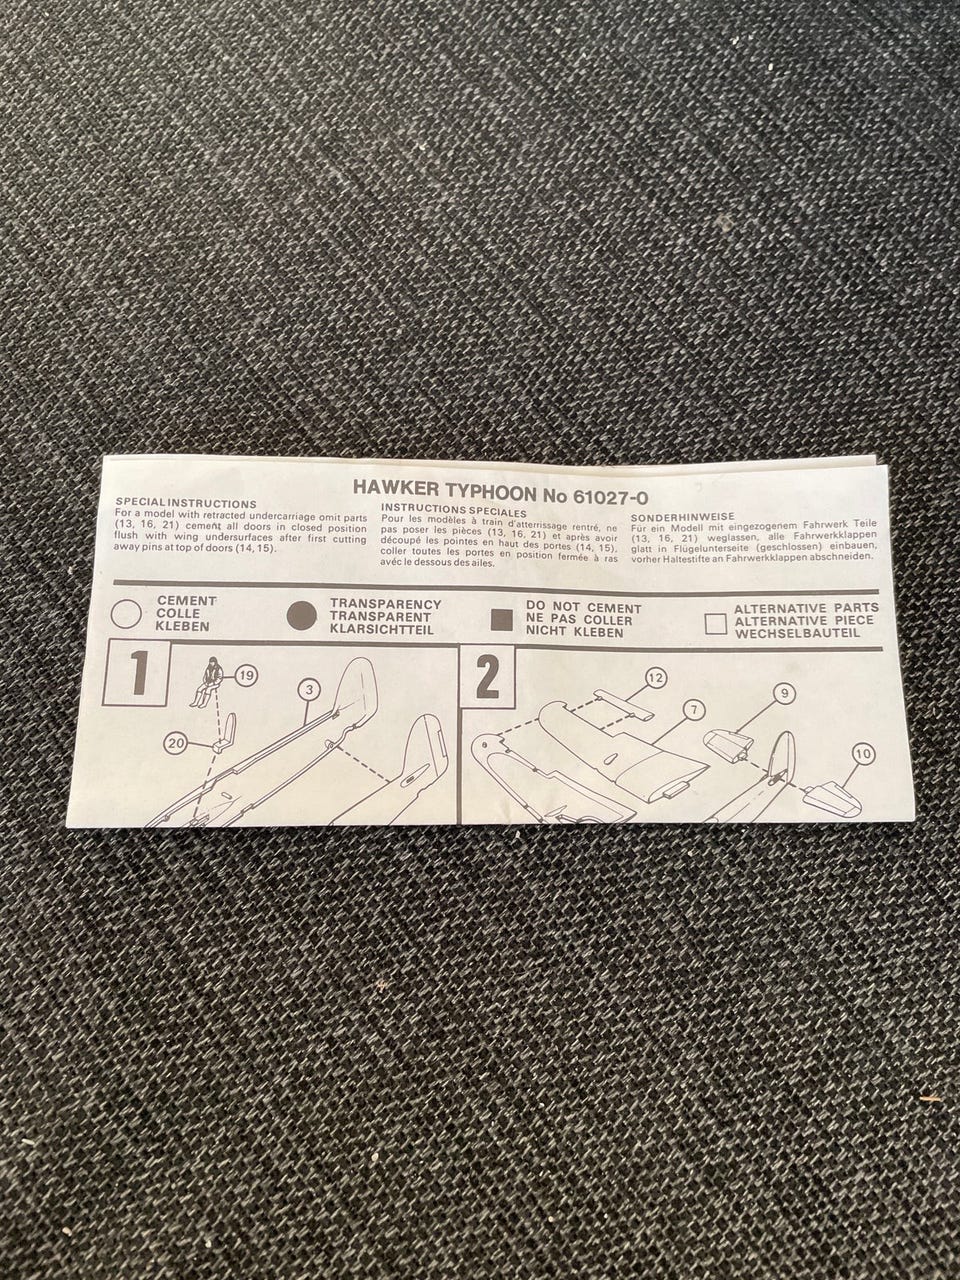 HAWKER TYPHOON No 61027-0
SPECIAL INSTRUCTIONS
For a model with retracted undercarriage omit parts
(13, 16, 21) cement all doors in closed position
flush with wing undersurfaces after first cutting
away pins at top of doors (14, 15).
INSTRUCTIONS SPECIALES
Pour les modèles à train d'atterrissage rentré, ne
pas poser les pièces (13, 16, 21) et après avoir
découpé les pointes en haut des portes (14, 15),
coller toutes les portes en position fermée à ras
avéc le dessous des ailes.
SONDERHINWEISE
Für ein Modell mit eingezogenem Fahrwerk Teile
(13, 16, 21) weglassen, alle Fahrwerkklappen
glatt in Flügelunterseite (geschlossen) einbauen,
vorher Haltestifte an Fahrwerkklappen abschneiden.
CEMENT
COLLE
KLEBEN
TRANSPARENCY
TRANSPARENT
KLARSICHTTEIL
DO NOT CEMENT
NE PAS COLLER
NICHT KLEBEN
ALTERNATIVE PARTS
ALTERNATIVE PIECE
WECHSELBAUTEIL
1
19
3
20
2
12
7
9
10